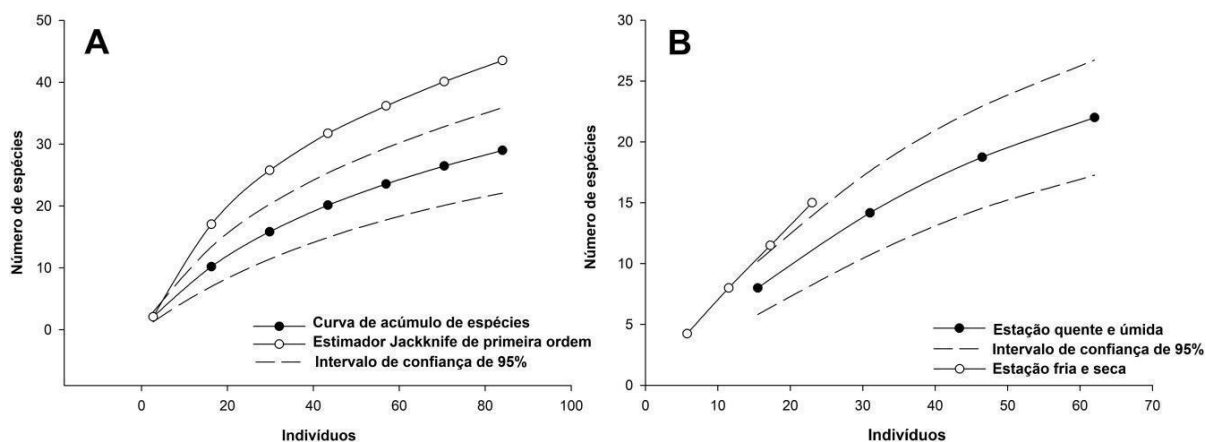 A
Número de espécies
50
40
30
20
10
0
Curva de acúmulo de espécies
Estimador Jackknife de primeira ordem
Intervalo de confiança de 95%
0 20 40 60 80 100
Indivíduos
B
Número de espécies
30
25
20
15
10
5
0
Estação quente e úmida
Intervalo de confiança de 95%
Estação fria e seca
0 10 20 30 40 50 60 70
Indivíduos